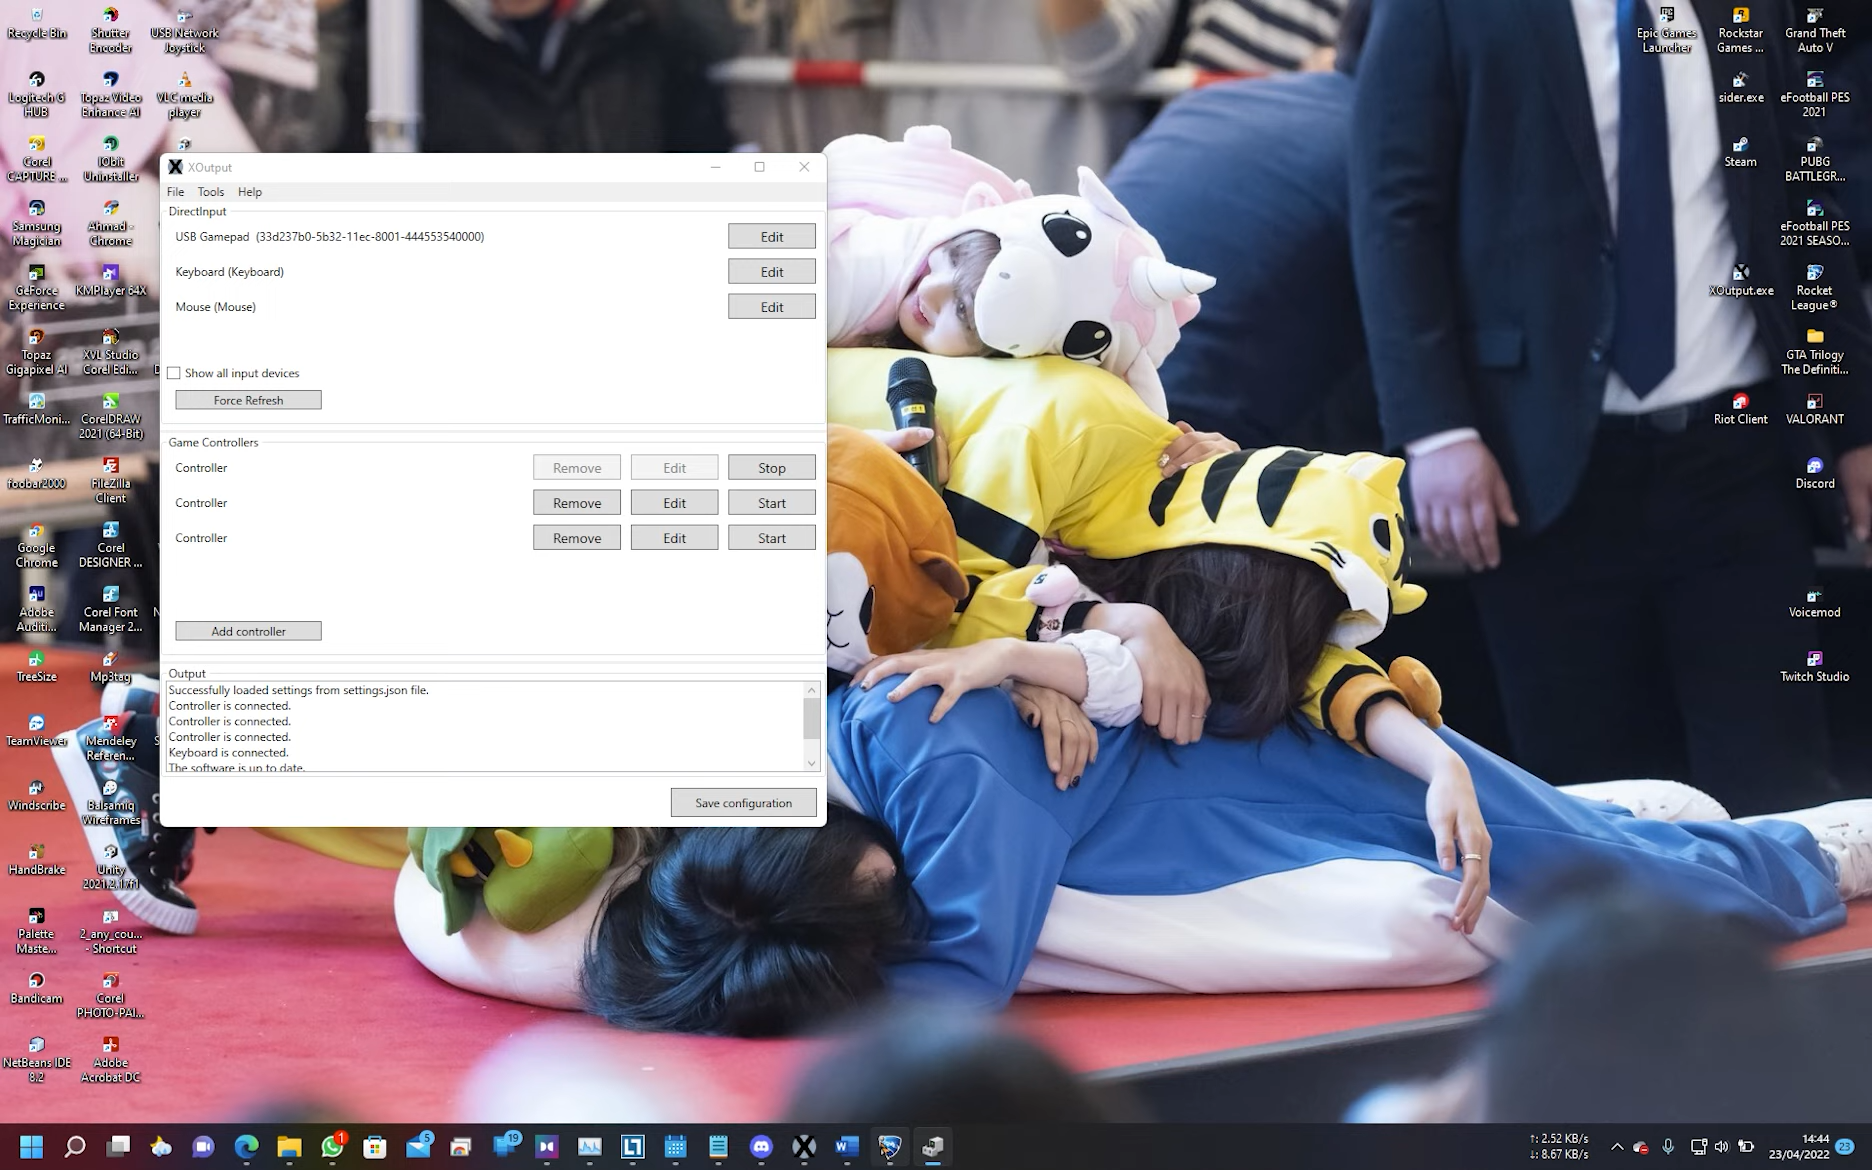 Recycle Bin
Shutter
Encoder
USB Network
Joystick
Logitech G
HUB
Topaz Video
Enhance AI
VLC media
player
Corel
CAPTURE ...
IObit
Uninstaller
Samsung
Magician
Ahmad -
Chrome
GeForce
Experience
KMPlayer 64X
Topaz
Gigapixel AI
XVL Studio
Corel Edi...
TrafficMoni...
CorelDRAW
2021 (64-Bit)
foobar2000
FileZilla
Client
Google
Chrome
Corel
DESIGNER ...
Adobe
Auditi...
Corel Font
Manager 2...
TreeSize
Mp3tag
TeamViewer
Mendeley
Referen...
Windscribe
Balsamiq
Wireframes
HandBrake
Unity
2021.2.1f1
Palette
Maste...
2_any_cou...
- Shortcut
Bandicam
Corel
PHOTO-PAI...
NetBeans IDE
8.2
Adobe
Acrobat DC
XOutput
File Tools Help
DirectInput
USB Gamepad (33d237b0-5b32-11ec-8001-444553540000) Edit
Keyboard (Keyboard) Edit
Mouse (Mouse) Edit
Show all input devices
Force Refresh
Game Controllers
Controller Remove Edit Stop
Controller Remove Edit Start
Controller Remove Edit Start
Add controller
Output
Successfully loaded settings from settings.json file.
Controller is connected.
Controller is connected.
Controller is connected.
Keyboard is connected.
The software is up to date.
Save configuration
Epic Games
Launcher
Rockstar
Games ...
Grand Theft
Auto V
sider.exe
eFootball PES
2021
Steam
PUBG
BATTLEGR...
eFootball PES
2021 SEASO...
XOutput.exe
Rocket
League®
GTA Trilogy
The Definiti...
Riot Client
VALORANT
Discord
Voicemod
Twitch Studio
1
5
19
↑: 2.52 KB/s
↓: 8.67 KB/s
14:44
23/04/2022
23